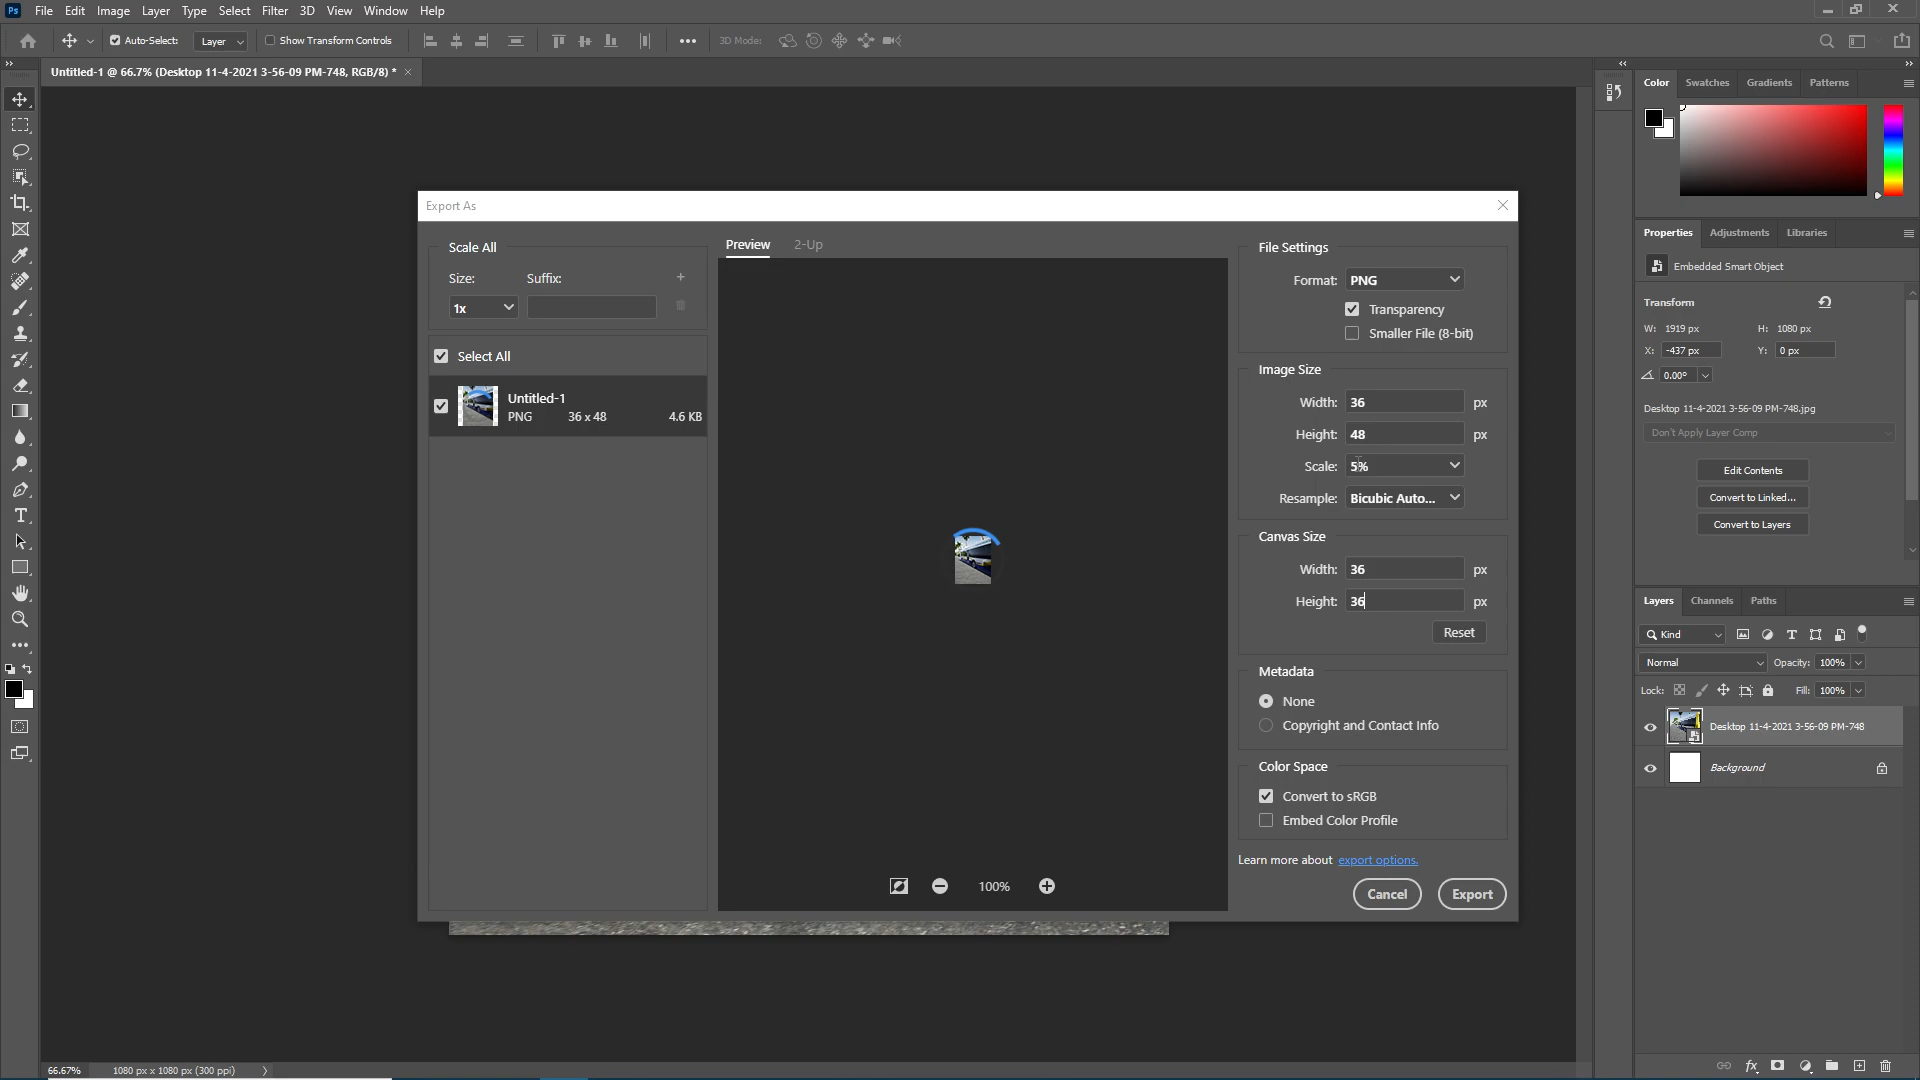 Ps File Edit Image Layer Type Select Filter 3D View Window Help
Auto-Select: Layer Show Transform Controls 3D Mode:
Untitled-1 @ 66.7% (Desktop 11-4-2021 3-56-09 PM-748, RGB/8) *
Export As
Scale All
Size: Suffix:
1x
Select All
Untitled-1
PNG 36 x 48 4.6 KB
Preview 2-Up
100%
File Settings
Format: PNG
Transparency
Smaller File (8-bit)
Image Size
Width: 36 px
Height: 48 px
Scale: 5%
Resample: Bicubic Auto...
Canvas Size
Width: 36 px
Height: 36 px
Reset
Metadata
None
Copyright and Contact Info
Color Space
Convert to sRGB
Embed Color Profile
Learn more about export options.
Cancel Export
Color Swatches Gradients Patterns
Properties Adjustments Libraries
Embedded Smart Object
Transform
W: 1919 px H: 1080 px
X: -437 px Y: 0 px
0.00°
Desktop 11-4-2021 3-56-09 PM-748.jpg
Don't Apply Layer Comp
Edit Contents
Convert to Linked...
Convert to Layers
Layers Channels Paths
Kind
Normal Opacity: 100%
Lock: Fill: 100%
Desktop 11-4-2021 3-56-09 PM-748
Background
66.67% 1080 px x 1080 px (300 ppi)